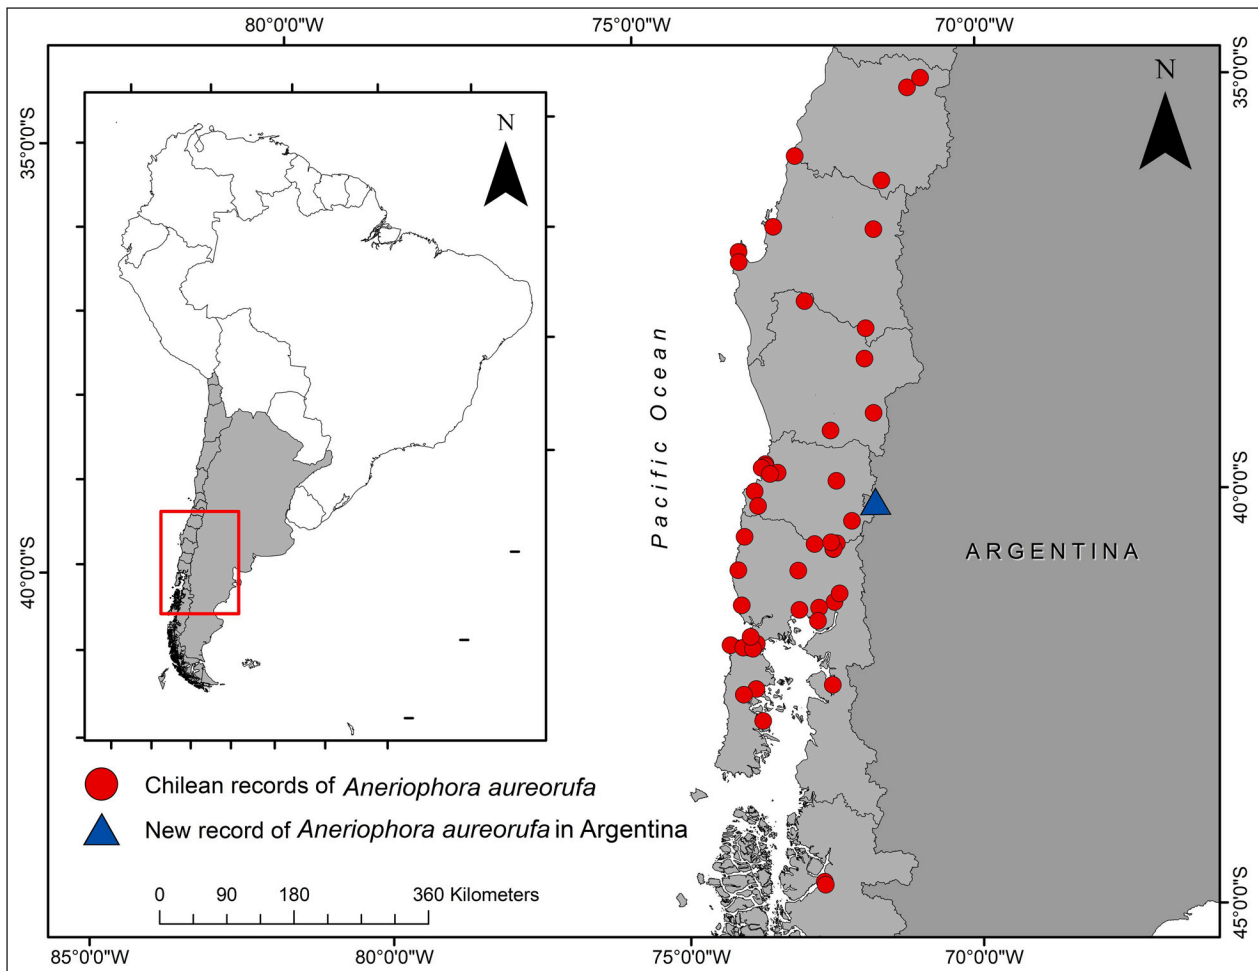 80°0'0"W
75°0'0"W
70°0'0"W
35°0'0"S
35°0'0"S
N
N
Pacific Ocean
40°0'0"S
40°0'0"S
ARGENTINA
Chilean records of Aneriophora aureorufa
New record of Aneriophora aureorufa in Argentina
0 90 180 360 Kilometers
45°0'0"S
85°0'0"W
80°0'0"W
75°0'0"W
70°0'0"W